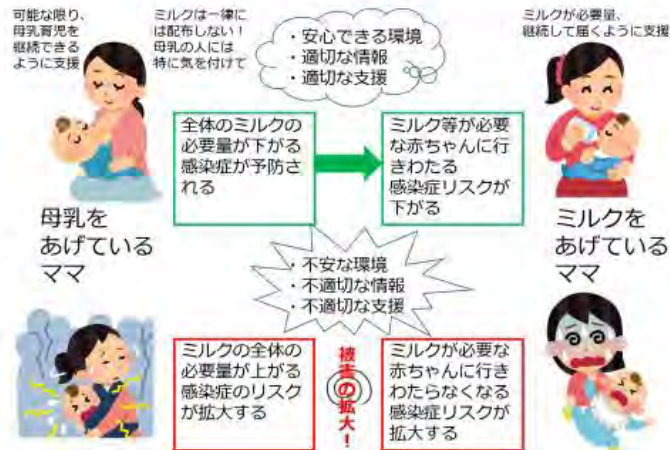 可能な限り、
母乳育児を
継続できる
ように支援
ミルクは一律に
は配布しない！
母乳の人には
特に気を付けて
・安心できる環境
・適切な情報
・適切な支援
ミルクが必要量、
継続して届くように支援
全体のミルクの
必要量が下がる
感染症が予防さ
れる
ミルク等が必要
な赤ちゃんに行
きわたる
感染症リスクが
下がる
母乳を
あげている
ママ
ミルクを
あげている
ママ
・不安な環境
・不適切な情報
・不適切な支援
ミルクの全体の
必要量が上がる
感染症のリスク
が拡大する
被害の拡大！
ミルクが必要な
赤ちゃんに行き
わたらなくなる
感染症リスクが
拡大する